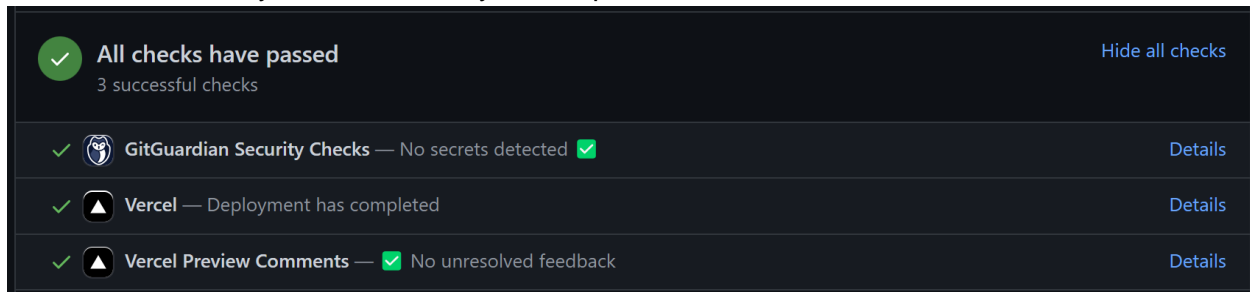 All checks have passed
Hide all checks
3 successful checks
GitGuardian Security Checks — No secrets detected ✅
Details
Vercel — Deployment has completed
Details
Vercel Preview Comments — ✅ No unresolved feedback
Details